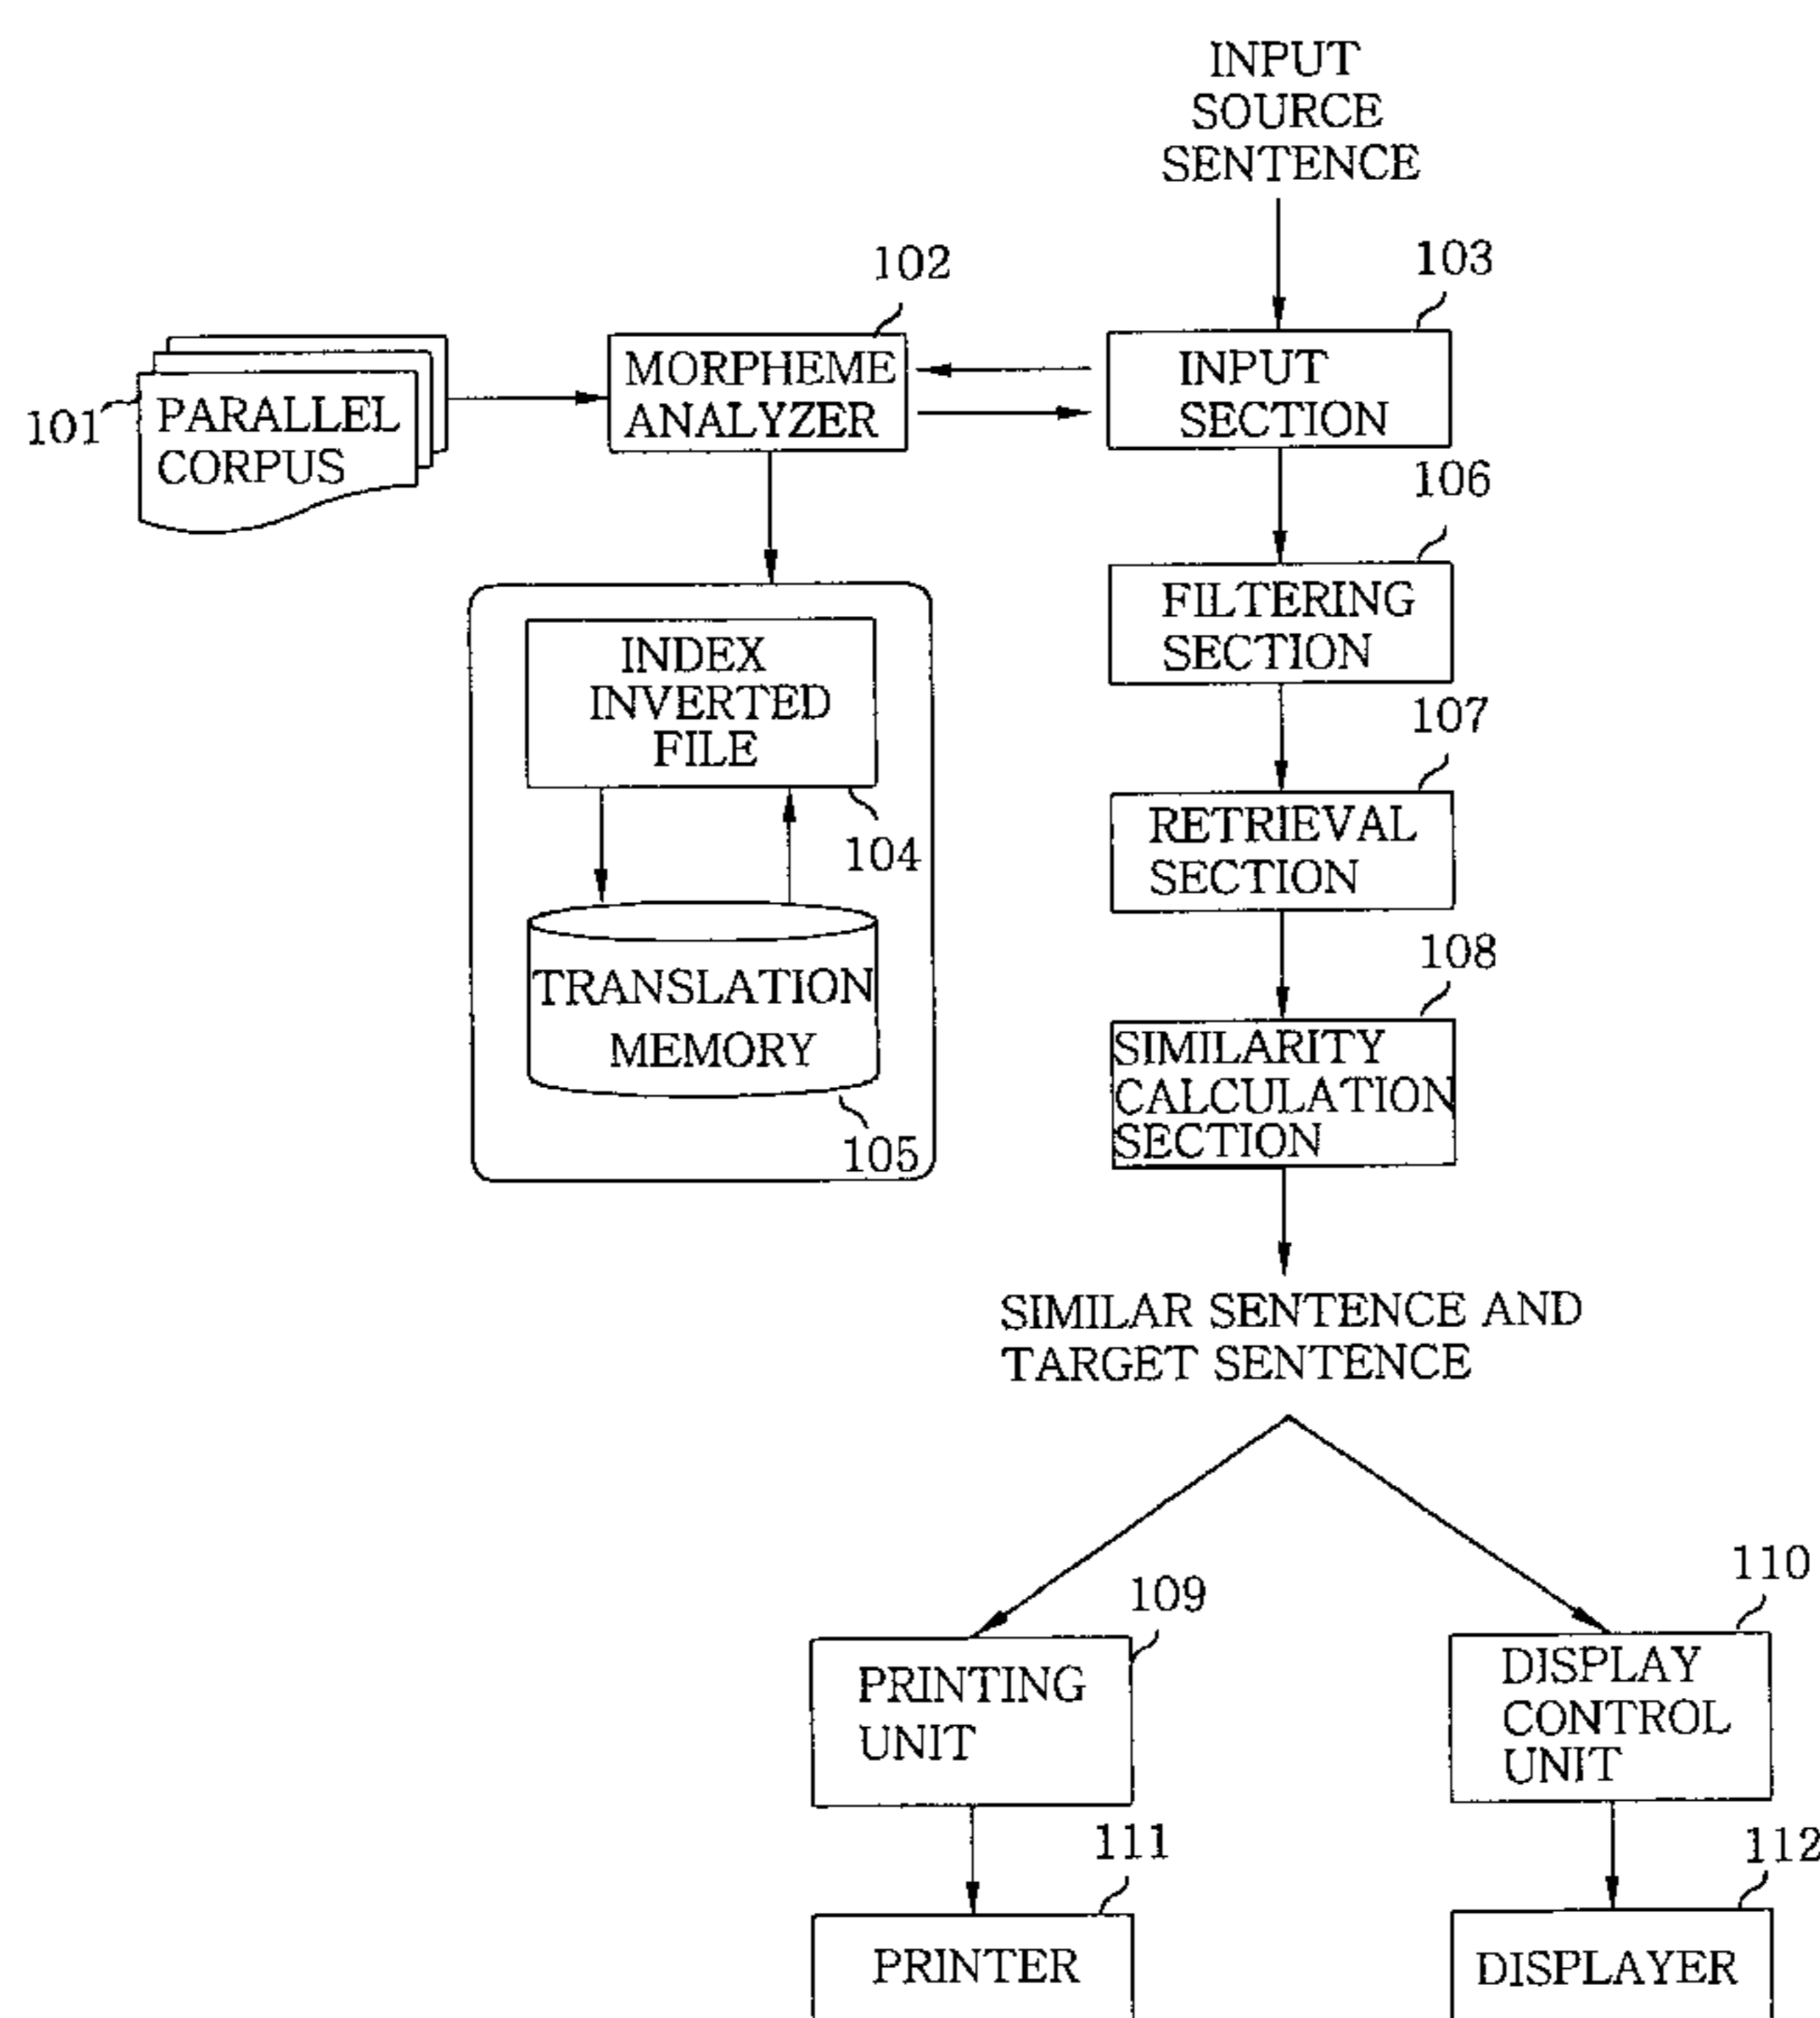 INPUT
SOURCE
SENTENCE
102
103
MORPHEME
ANALYZER
INPUT
SECTION
101
PARALLEL
CORPUS
106
FILTERING
SECTION
INDEX
INVERTED
FILE
104
107
RETRIEVAL
SECTION
TRANSLATION
MEMORY
105
108
SIMILARITY
CALCULATION
SECTION
SIMILAR SENTENCE AND
TARGET SENTENCE
109
110
PRINTING
UNIT
DISPLAY
CONTROL
UNIT
111
112
PRINTER
DISPLAYER